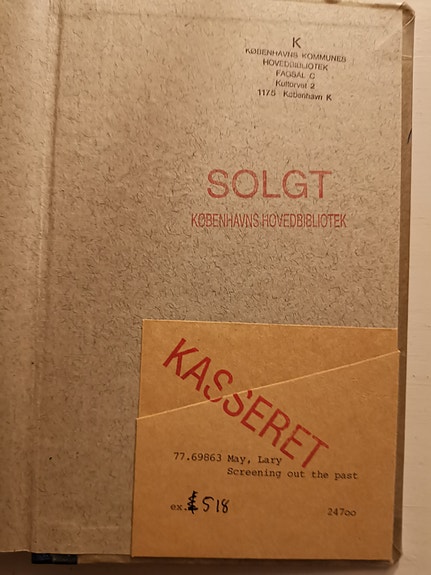 K
KØBENHAVNS KOMMUNES
HOVEDBIBLIOTEK
FAGSAL C
Kultorvet 2
1175 København K
SOLGT
KØBENHAVNS HOVEDBIBLIOTEK
KASSERET
77.69863 May, Lary
Screening out the past
ex. 518
24700